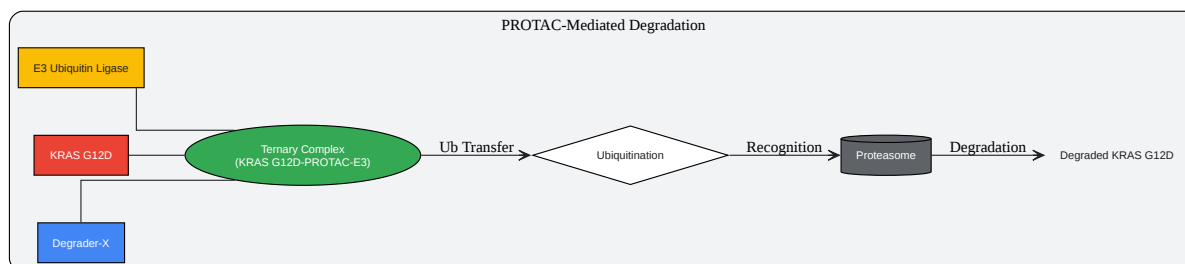 PROTAC-Mediated Degradation
E3 Ubiquitin Ligase
KRAS G12D
Degrader-X
Ternary Complex
(KRAS G12D-PROTAC-E3)
Ub Transfer
Ubiquitination
Recognition
Proteasome
Degradation
Degraded KRAS G12D